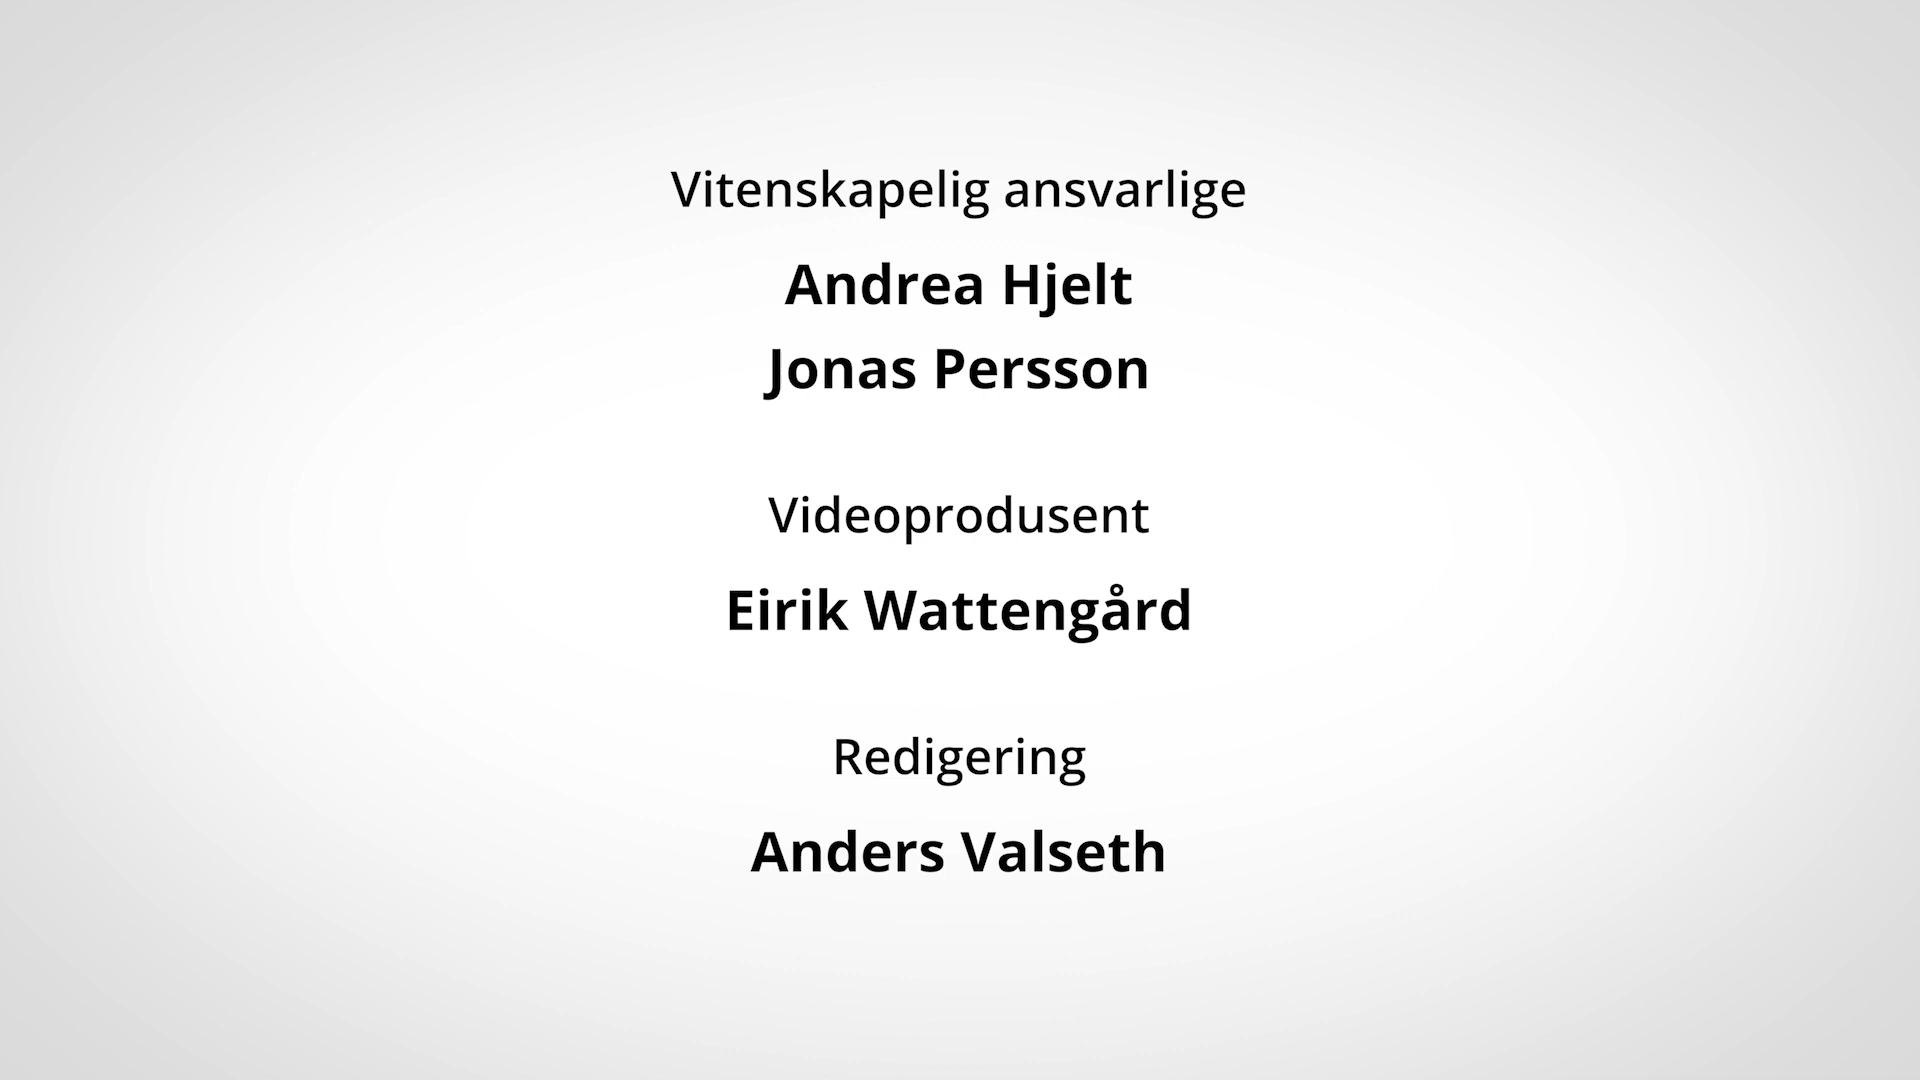 Vitenskapelig ansvarlige
Andrea Hjelt
Jonas Persson
Videoprodusent
Eirik Wattengård
Redigering
Anders Valseth